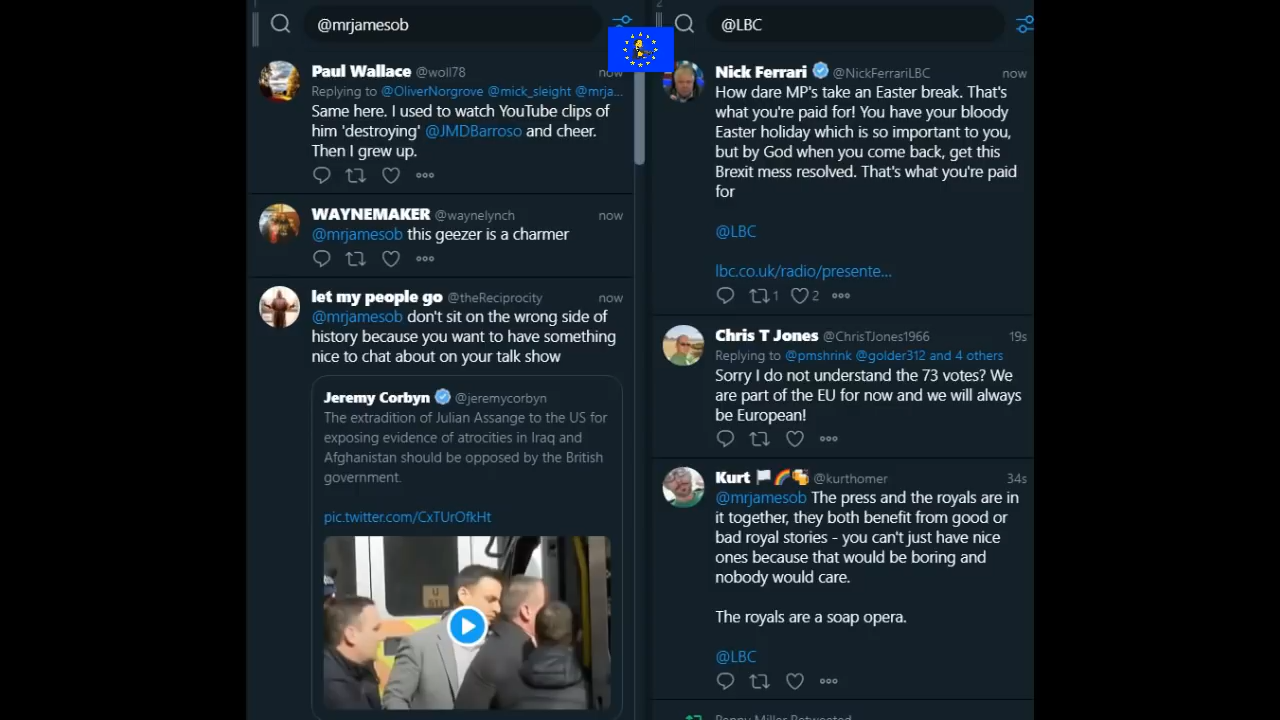 1
@mrjamesob
Paul Wallace @woll78 now
Replying to @OliverNorgrove @mick_sleight @mrja...
Same here. I used to watch YouTube clips of
him 'destroying' @JMDBarroso and cheer.
Then I grew up.
WAYNEMAKER @waynelynch now
@mrjamesob this geezer is a charmer
let my people go @theReciprocity now
@mrjamesob don't sit on the wrong side of
history because you want to have something
nice to chat about on your talk show
Jeremy Corbyn @jeremycorbyn
The extradition of Julian Assange to the US for
exposing evidence of atrocities in Iraq and
Afghanistan should be opposed by the British
government.
pic.twitter.com/CxTUrOfkHt
2
@LBC
Nick Ferrari @NickFerrariLBC now
How dare MP's take an Easter break. That's
what you're paid for! You have your bloody
Easter holiday which is so important to you,
but by God when you come back, get this
Brexit mess resolved. That's what you're paid
for
@LBC
lbc.co.uk/radio/presente...
1 2
Chris T Jones @ChrisTJones1966 19s
Replying to @pmshrink @golder312 and 4 others
Sorry I do not understand the 73 votes? We
are part of the EU for now and we will always
be European!
Kurt @kurthomer 34s
@mrjamesob The press and the royals are in
it together, they both benefit from good or
bad royal stories - you can't just have nice
ones because that would be boring and
nobody would care.
The royals are a soap opera.
@LBC
Penny Miller Retweeted